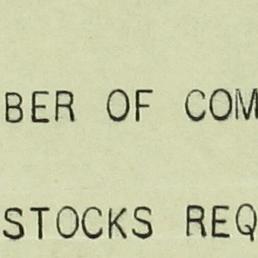 BER OF COM
STOCKS REQ